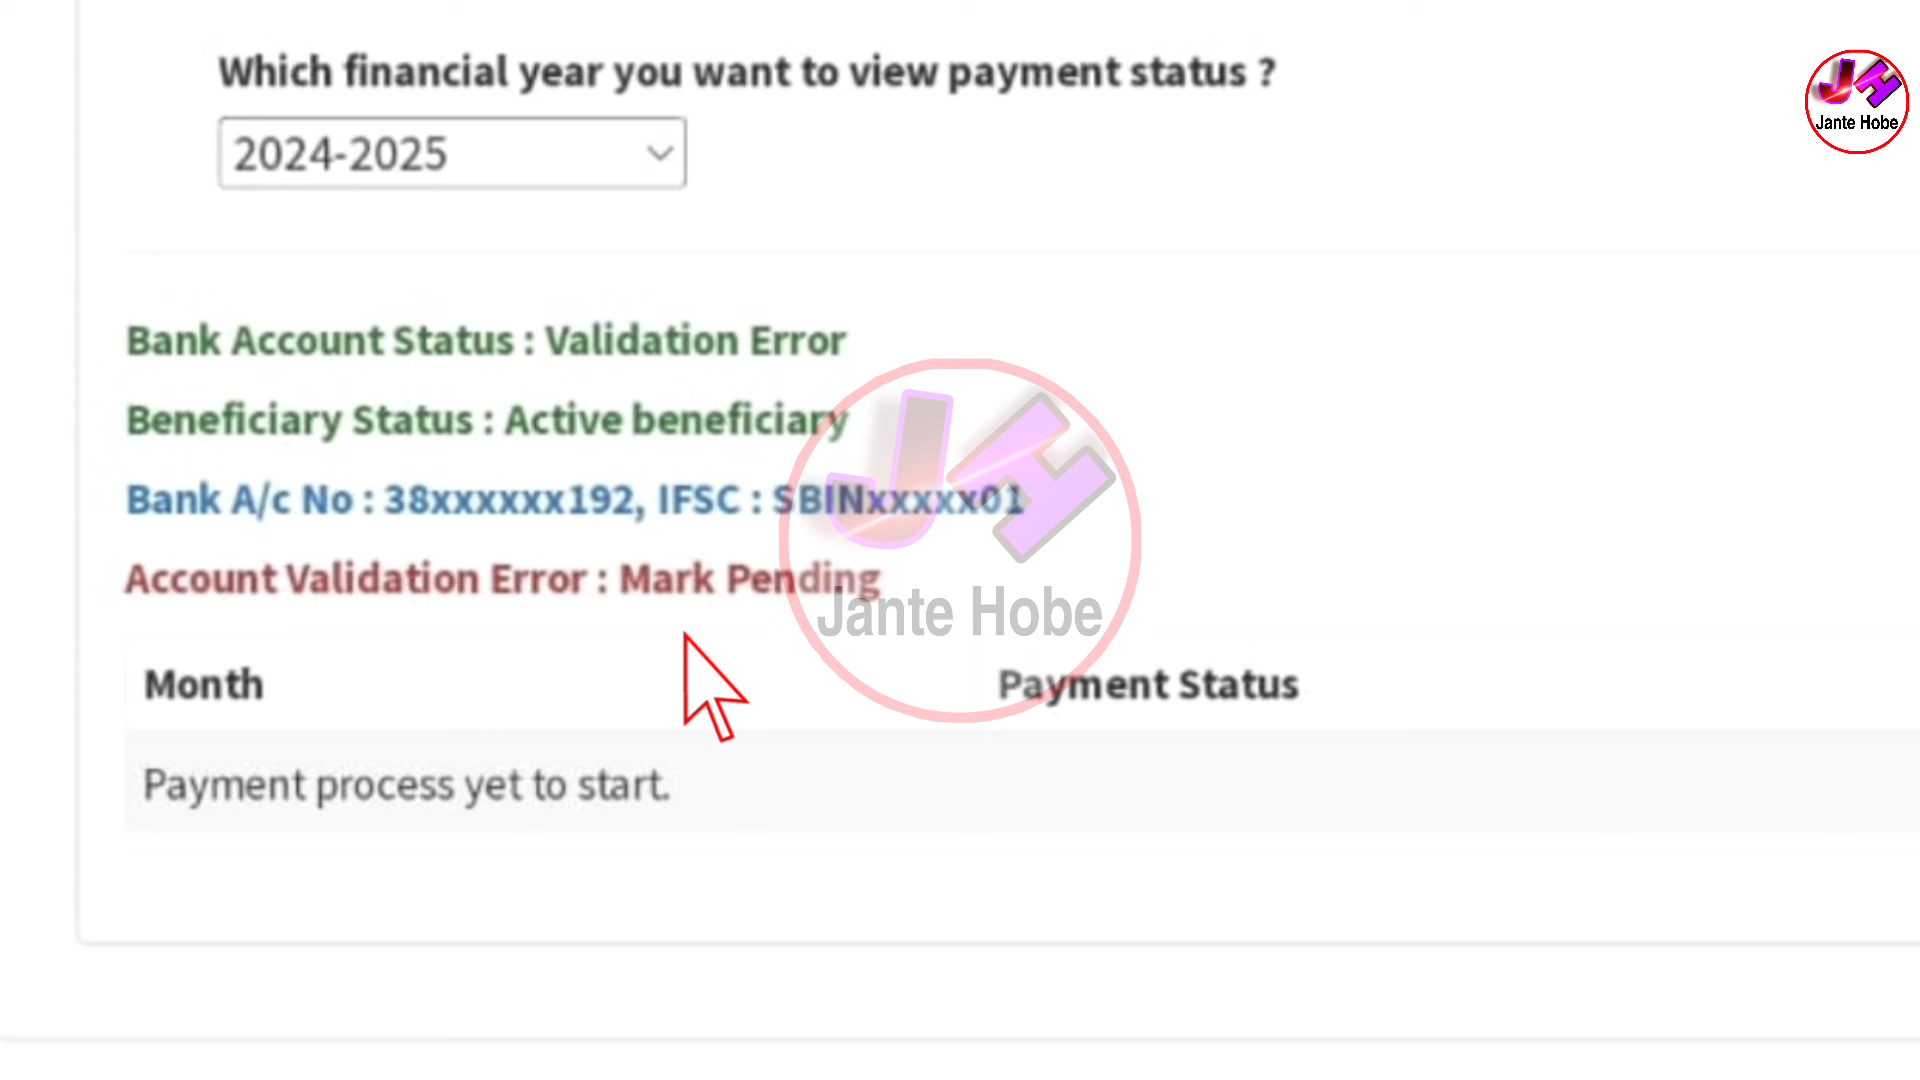 Which financial year you want to view payment status ?
2024-2025
JH
Jante Hobe
Bank Account Status : Validation Error
Beneficiary Status : Active beneficiary
Bank A/c No : 38xxxxxx192, IFSC : SBINxxxxx01
Account Validation Error : Mark Pending
JH
Jante Hobe
Month Payment Status
Payment process yet to start.